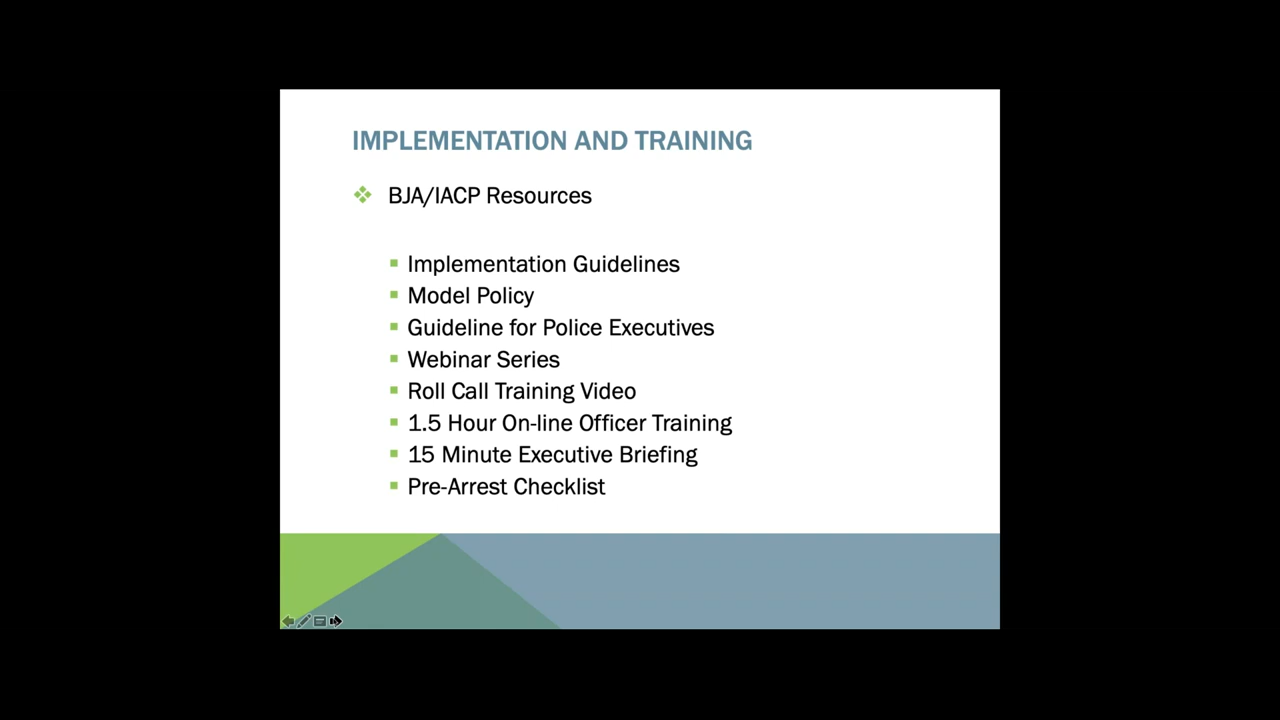 IMPLEMENTATION AND TRAINING
BJA/IACP Resources
Implementation Guidelines
Model Policy
Guideline for Police Executives
Webinar Series
Roll Call Training Video
1.5 Hour On-line Officer Training
15 Minute Executive Briefing
Pre-Arrest Checklist